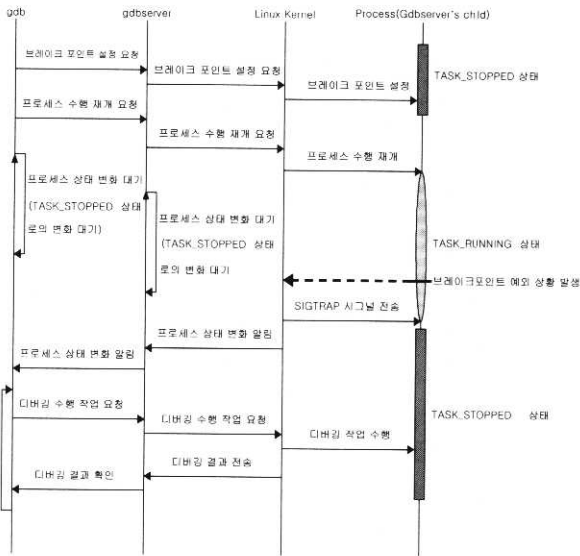 gdb
gdbserver
Linux Kernel
Process(Gdbserver's child)
브레이크 포인트 설정 요청
브레이크 포인트 설정 요청
브레이크 포인트 설정
TASK_STOPPED 상태
프로세스 수행 재개 요청
프로세스 수행 재개 요청
프로세스 수행 재개
프로세스 상태 변화 대기
(TASK_STOPPED 상태
로의 변화 대기)
프로세스 상태 변화 대기
(TASK_STOPPED 상태
로의 변화 대기
TASK_RUNNING 상태
브레이크포인트 예외 상황 발생
SIGTRAP 시그널 전송
프로세스 상태 변화 알림
프로세스 상태 변화 알림
디버깅 수행 작업 요청
디버깅 수행 작업 요청
디버깅 작업 수행
TASK_STOPPED 상태
디버깅 결과 전송
디버깅 결과 확인